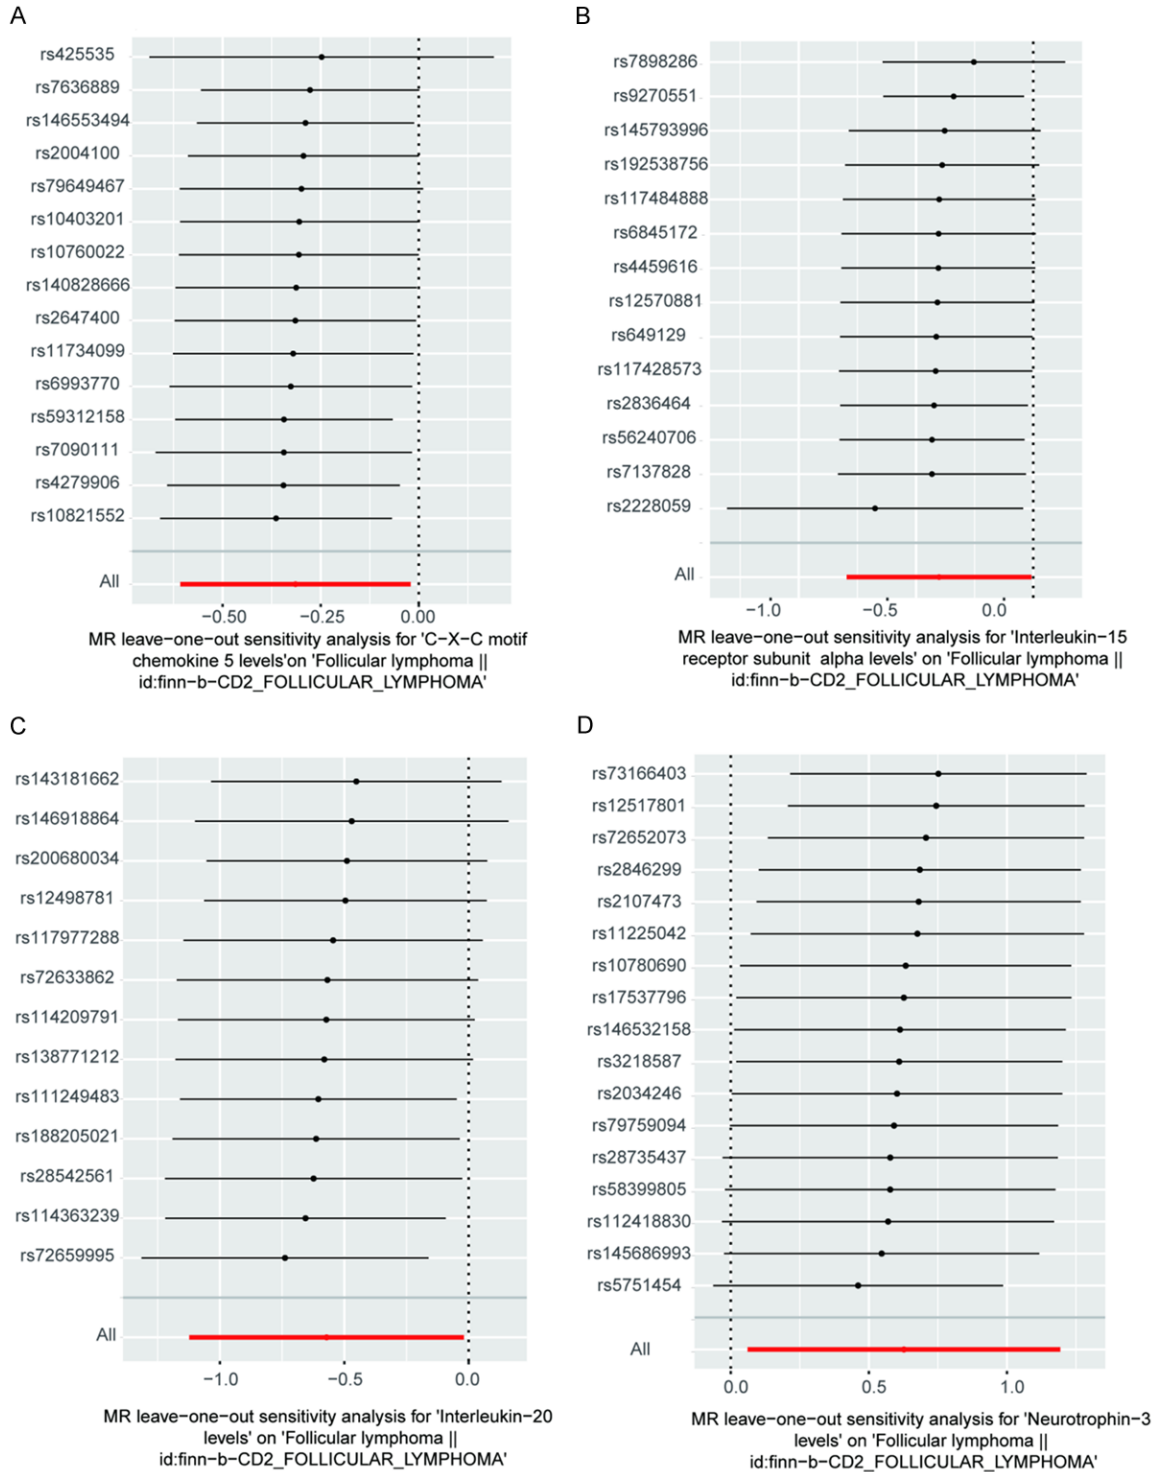 A
rs425535
rs7636889
rs146553494
rs2004100
rs79649467
rs10403201
rs10760022
rs140828666
rs2647400
rs11734099
rs6993770
rs59312158
rs7090111
rs4279906
rs10821552
All
−0.50 −0.25 0.00
MR leave−one−out sensitivity analysis for 'C−X−C motif
chemokine 5 levels'on 'Follicular lymphoma ||
id:finn−b−CD2_FOLLICULAR_LYMPHOMA'
B
rs7898286
rs9270551
rs145793996
rs192538756
rs117484888
rs6845172
rs4459616
rs12570881
rs649129
rs117428573
rs2836464
rs56240706
rs7137828
rs2228059
All
−1.0 −0.5 0.0
MR leave−one−out sensitivity analysis for 'Interleukin−15
receptor subunit alpha levels' on 'Follicular lymphoma ||
id:finn−b−CD2_FOLLICULAR_LYMPHOMA'
C
rs143181662
rs146918864
rs200680034
rs12498781
rs117977288
rs72633862
rs114209791
rs138771212
rs111249483
rs188205021
rs28542561
rs114363239
rs72659995
All
−1.0 −0.5 0.0
MR leave−one−out sensitivity analysis for 'Interleukin−20
levels' on 'Follicular lymphoma ||
id:finn−b−CD2_FOLLICULAR_LYMPHOMA'
D
rs73166403
rs12517801
rs72652073
rs2846299
rs2107473
rs11225042
rs10780690
rs17537796
rs146532158
rs3218587
rs2034246
rs79759094
rs28735437
rs58399805
rs112418830
rs145686993
rs5751454
All
0.0 0.5 1.0
MR leave−one−out sensitivity analysis for 'Neurotrophin−3
levels' on 'Follicular lymphoma ||
id:finn−b−CD2_FOLLICULAR_LYMPHOMA'